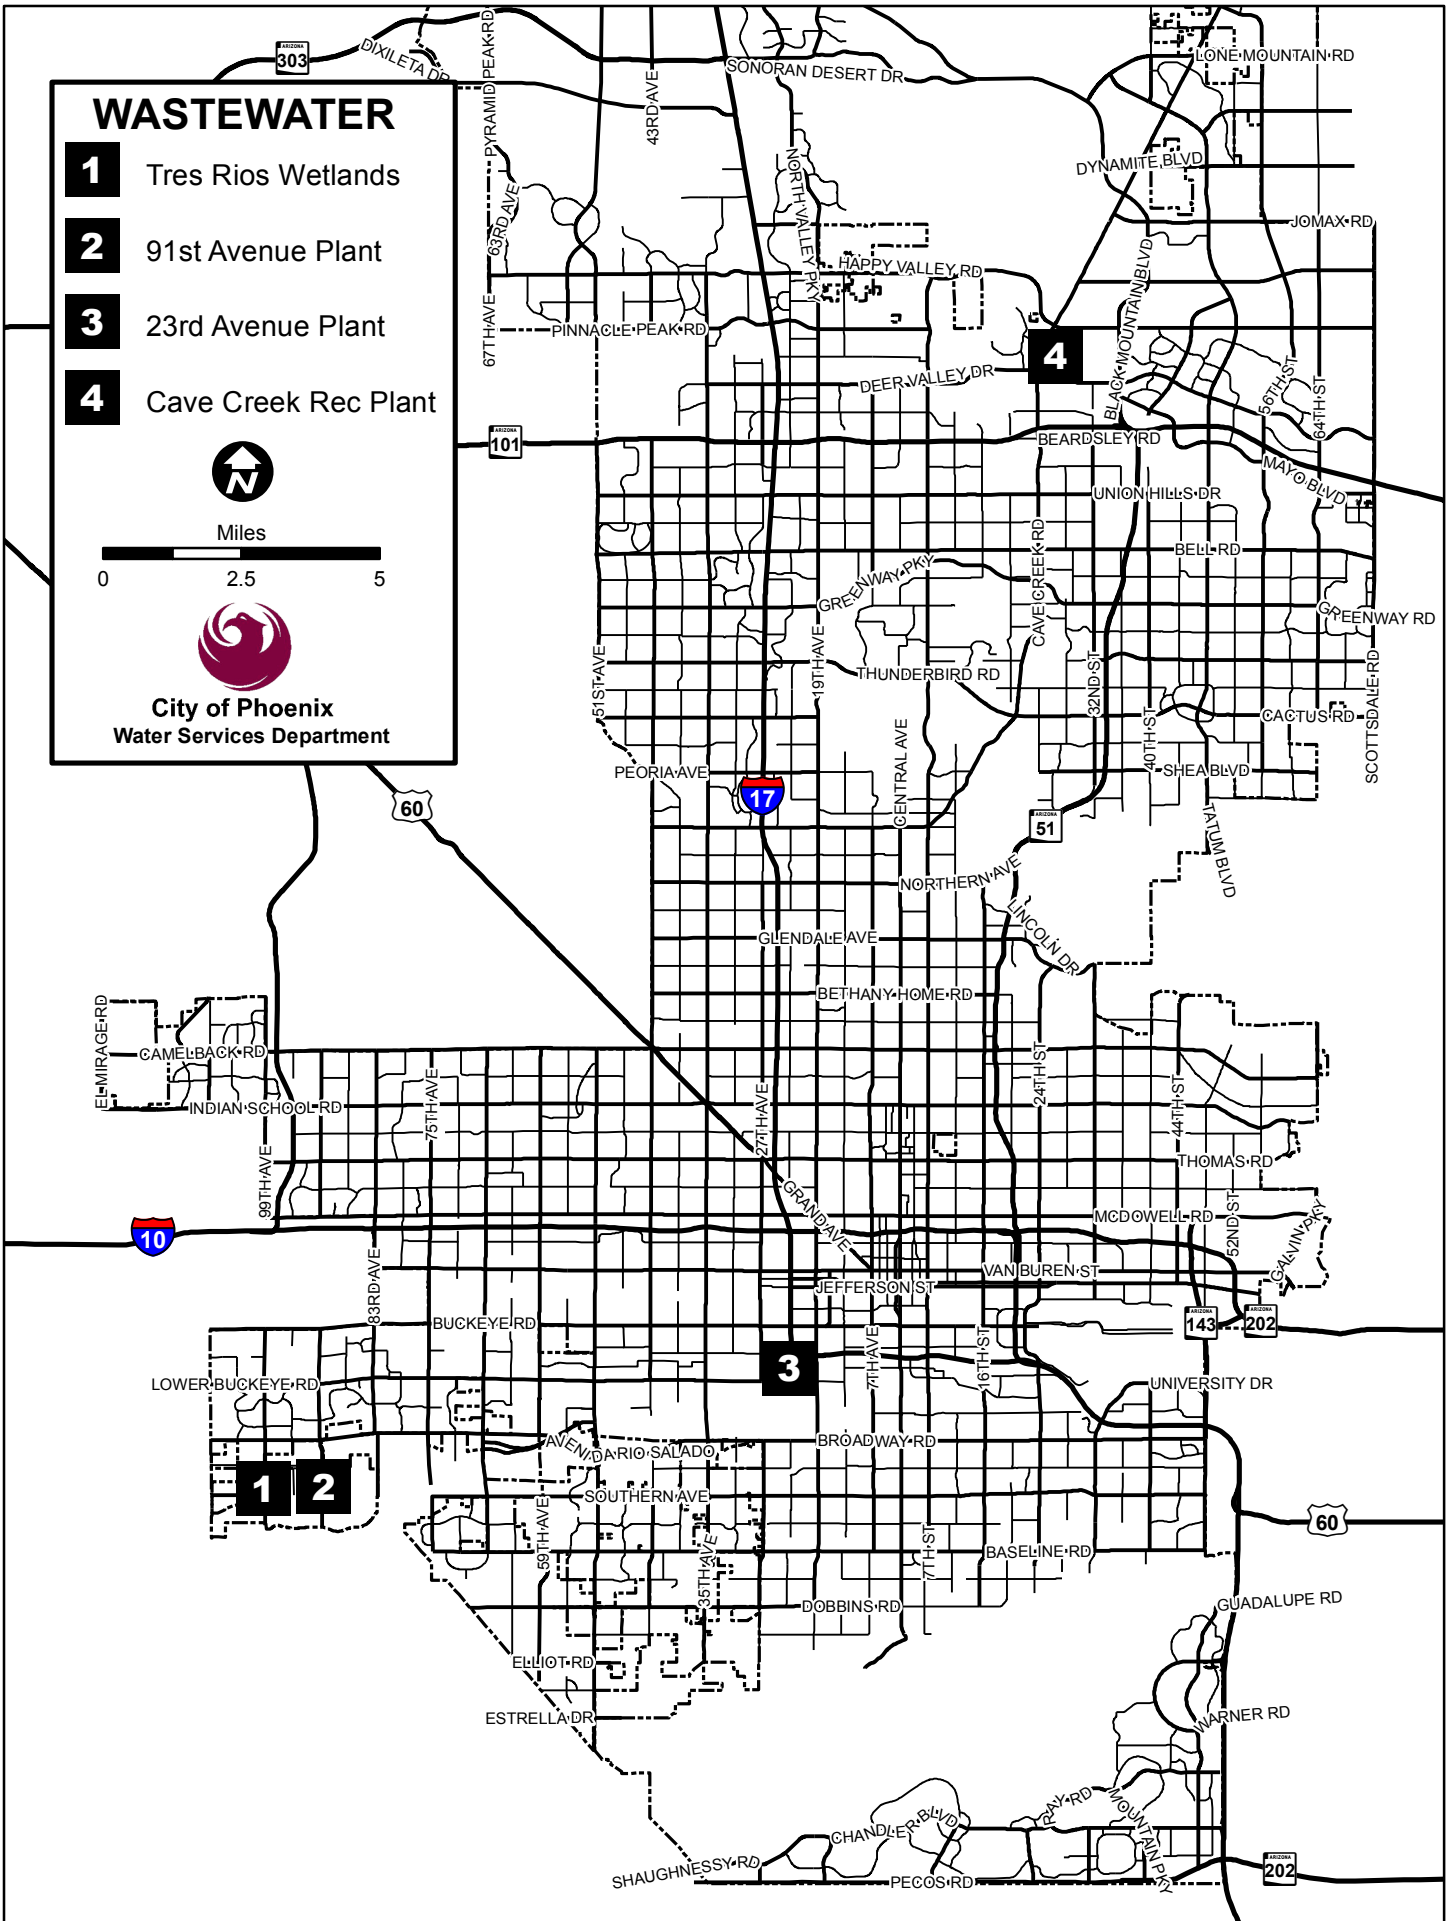 WASTEWATER
1 Tres Rios Wetlands
2 91st Avenue Plant
3 23rd Avenue Plant
4 Cave Creek Rec Plant
N
Miles
0 2.5 5
City of Phoenix
Water Services Department
ARIZONA
303
DIXILETA DR
PYRAMID PEAK RD
43RD AVE
SONORAN DESERT DR
LONE MOUNTAIN RD
NORTH VALLEY PKY
DYNAMITE BLVD
63RD AVE
JOMAX RD
BLACK MOUNTAIN BLVD
HAPPY VALLEY RD
67TH AVE
PINNACLE PEAK RD
4
DEER VALLEY DR
56TH ST
64TH ST
ARIZONA
101
BEARDSLEY RD
MAYO BLVD
UNION HILLS DR
CAVE CREEK RD
BELL RD
GREENWAY PKY
GREENWAY RD
51ST AVE
19TH AVE
THUNDERBIRD RD
32ND ST
40TH ST
CACTUS RD
SCOTTSDALE RD
PEORIA AVE
SHEA BLVD
CENTRAL AVE
17
60
ARIZONA
51
TATUM BLVD
NORTHERN AVE
LINCOLN DR
GLENDALE AVE
BETHANY HOME RD
EL MIRAGE RD
CAMELBACK RD
INDIAN SCHOOL RD
75TH AVE
27TH AVE
24TH ST
44TH ST
99TH AVE
THOMAS RD
GRAND AVE
MCDOWELL RD
52ND ST
GALVIN PKY
10
83RD AVE
VAN BUREN ST
JEFFERSON ST
BUCKEYE RD
ARIZONA
143
ARIZONA
202
3
7TH AVE
16TH ST
LOWER BUCKEYE RD
UNIVERSITY DR
AVENIDA RIO SALADO
BROADWAY RD
1
2
SOUTHERN AVE
59TH AVE
35TH AVE
7TH ST
60
BASELINE RD
DOBBINS RD
GUADALUPE RD
ELLIOT RD
ESTRELLA DR
WARNER RD
RAY RD
MOUNTAIN PKY
CHANDLER BLVD
SHAUGHNESSY RD
PECOS RD
ARIZONA
202